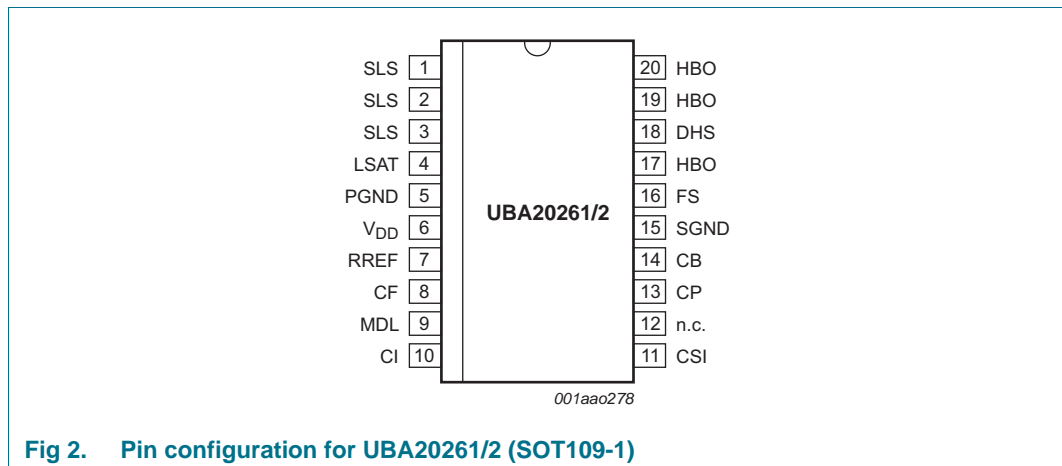 SLS 1 20 HBO
SLS 2 19 HBO
SLS 3 18 DHS
LSAT 4 17 HBO
PGND 5 16 FS
UBA20261/2
VDD 6 15 SGND
RREF 7 14 CB
CF 8 13 CP
MDL 9 12 n.c.
CI 10 11 CSI
001aao278
Fig 2. Pin configuration for UBA20261/2 (SOT109-1)